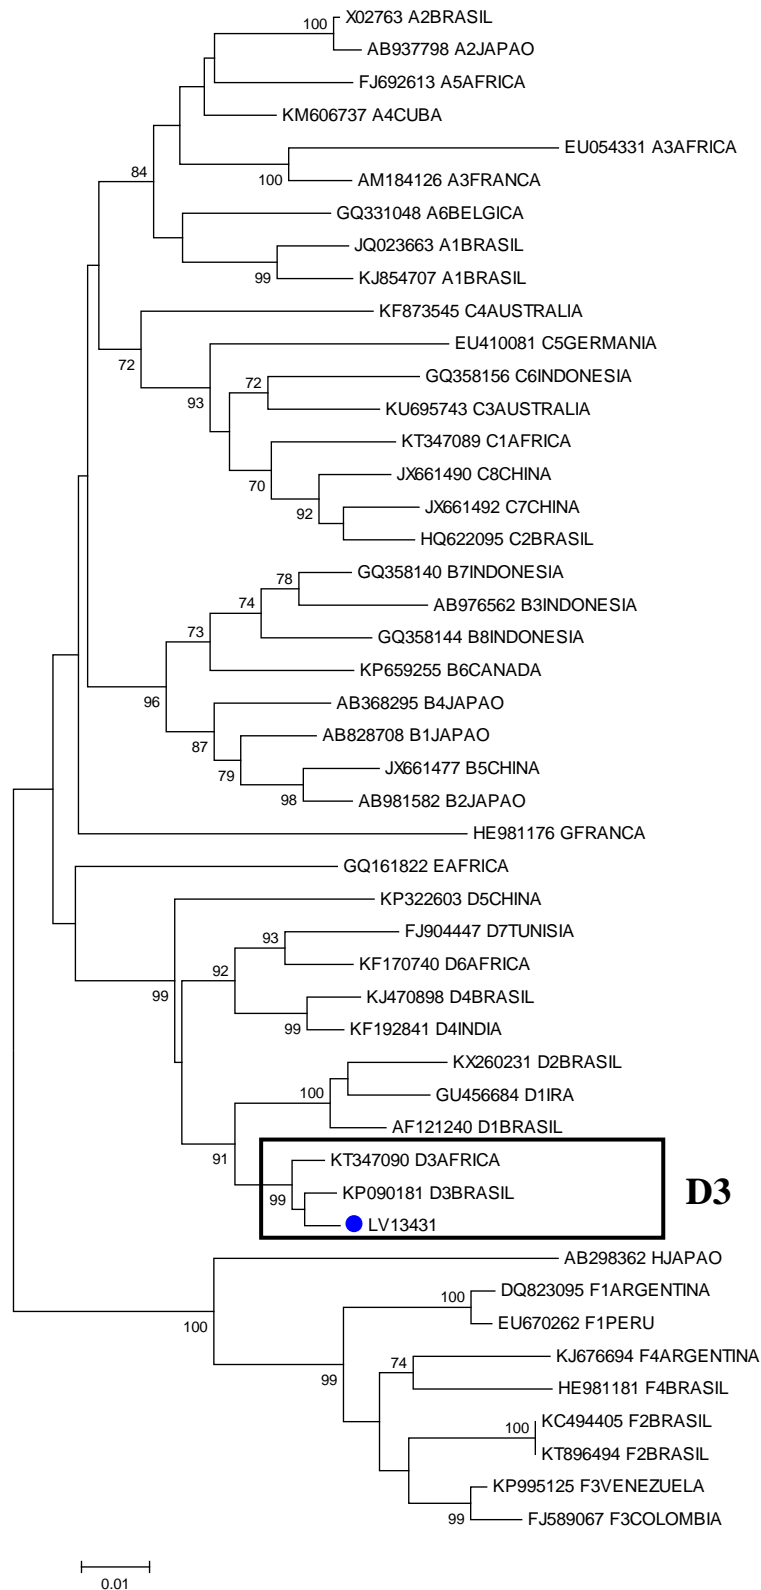 X02763 A2BRASIL
100
AB937798 A2JAPAO
FJ692613 A5AFRICA
KM606737 A4CUBA
EU054331 A3AFRICA
84
100
AM184126 A3FRANCA
GQ331048 A6BELGICA
JQ023663 A1BRASIL
99
KJ854707 A1BRASIL
KF873545 C4AUSTRALIA
EU410081 C5GERMANIA
72
GQ358156 C6INDONESIA
72
93
KU695743 C3AUSTRALIA
KT347089 C1AFRICA
JX661490 C8CHINA
70
JX661492 C7CHINA
92
HQ622095 C2BRASIL
GQ358140 B7INDONESIA
78
AB976562 B3INDONESIA
74
GQ358144 B8INDONESIA
73
KP659255 B6CANADA
96
AB368295 B4JAPAO
AB828708 B1JAPAO
87
JX661477 B5CHINA
79
98
AB981582 B2JAPAO
HE981176 GFRANCA
GQ161822 EAFRICA
KP322603 D5CHINA
FJ904447 D7TUNISIA
93
KF170740 D6AFRICA
92
99
KJ470898 D4BRASIL
99
KF192841 D4INDIA
KX260231 D2BRASIL
GU456684 D1IRA
100
AF121240 D1BRASIL
91
KT347090 D3AFRICA
99
KP090181 D3BRASIL
D3
LV13431
AB298362 HJAPAO
DQ823095 F1ARGENTINA
100
EU670262 F1PERU
100
KJ676694 F4ARGENTINA
74
99
HE981181 F4BRASIL
KC494405 F2BRASIL
100
KT896494 F2BRASIL
KP995125 F3VENEZUELA
99
FJ589067 F3COLOMBIA
0.01